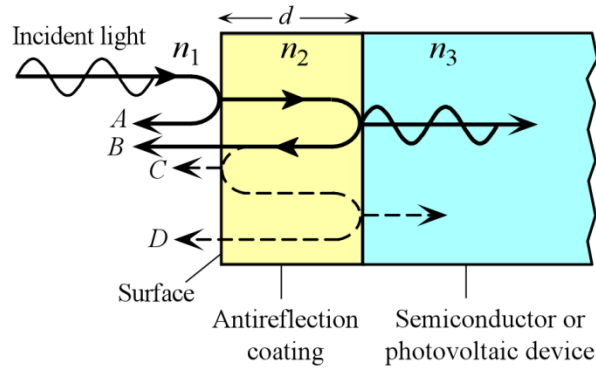 d
Incident light
n1
n2
n3
A
B
C
D
Surface
Antireflection
coating
Semiconductor or
photovoltaic device